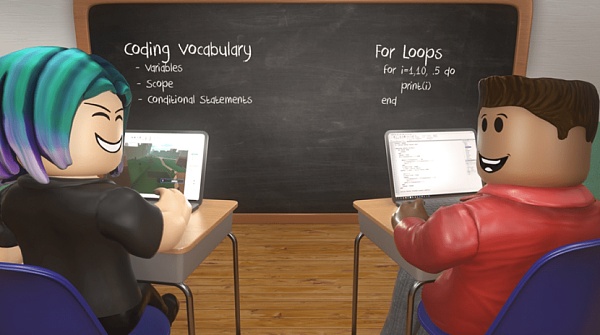 Coding Vocabulary
- Variables
- Scope
- Conditional Statements
For Loops
for i=1,10, .5 do
print(i)
end